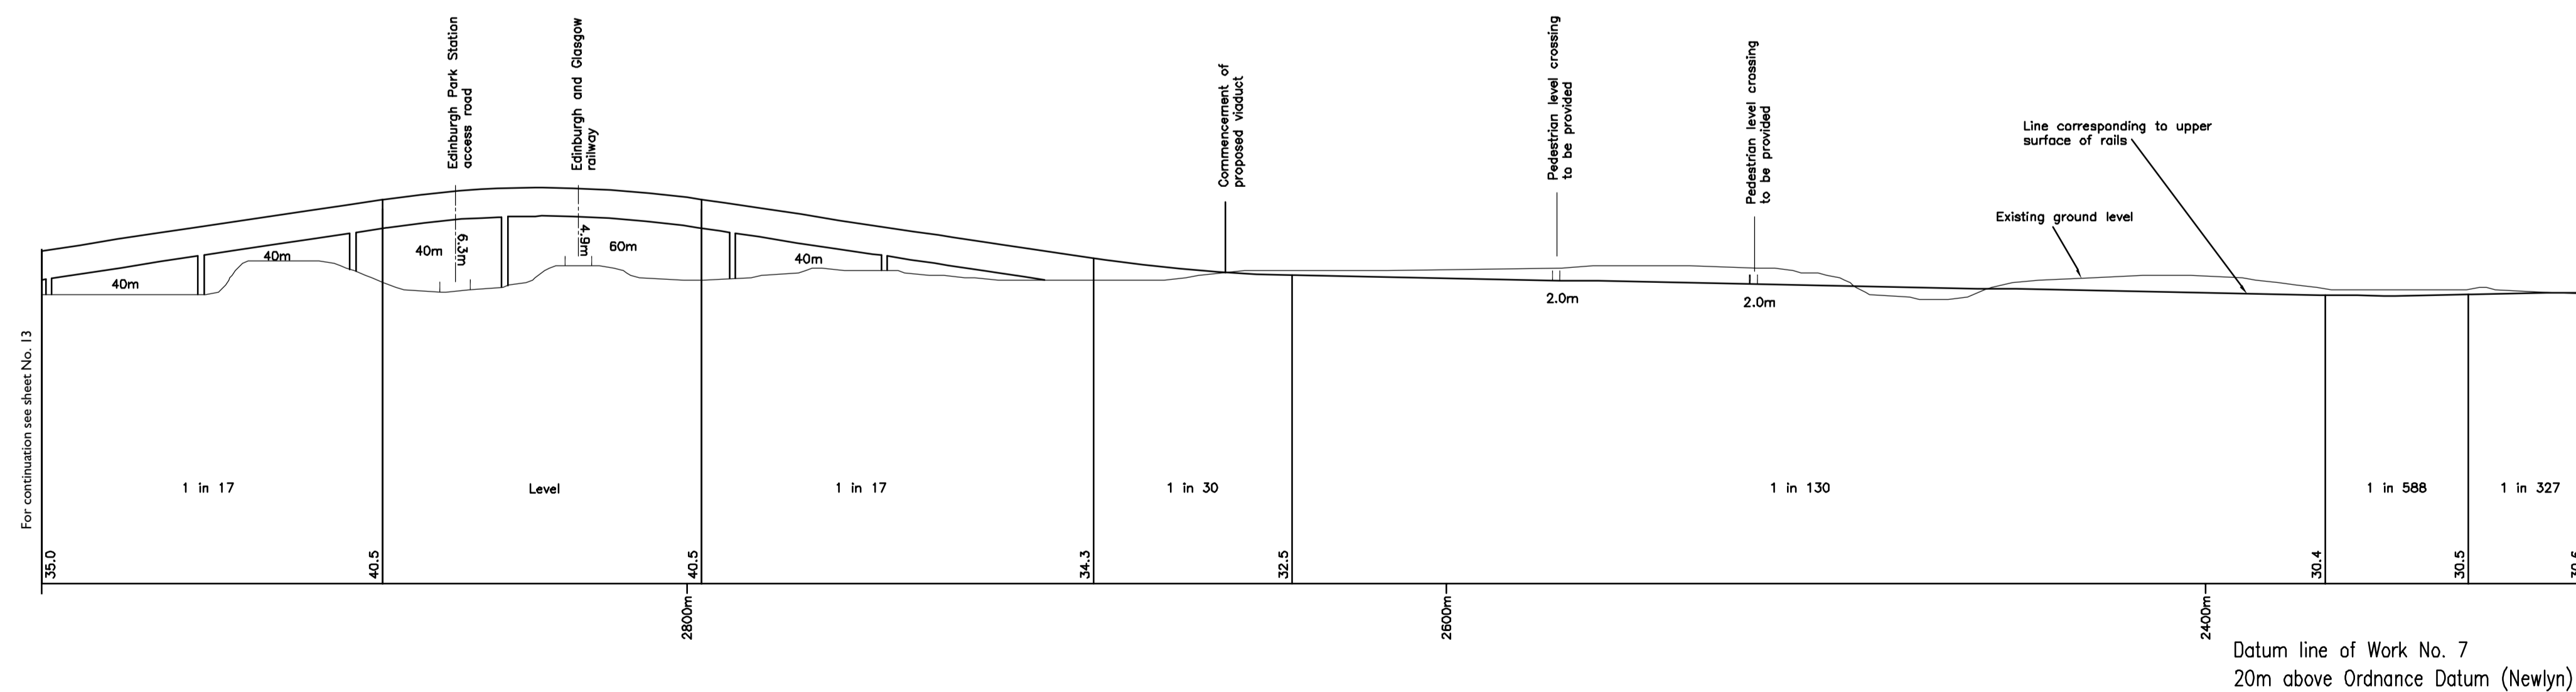 Edinburgh Park Station
access road
Edinburgh and Glasgow
railway
Commencement of
proposed viaduct
Pedestrian level crossing
to be provided
Pedestrian level crossing
to be provided
Line corresponding to upper
surface of rails
Existing ground level
40m
40m
40m
6.3m
4.9m
60m
40m
2.0m
2.0m
For continuation see sheet No. 13
1 in 17
Level
1 in 17
1 in 30
1 in 130
1 in 588
1 in 327
35.0
40.5
40.5
34.3
32.5
30.4
30.5
2800m
2600m
2400m
Datum line of Work No. 7
20m above Ordnance Datum (Newlyn)